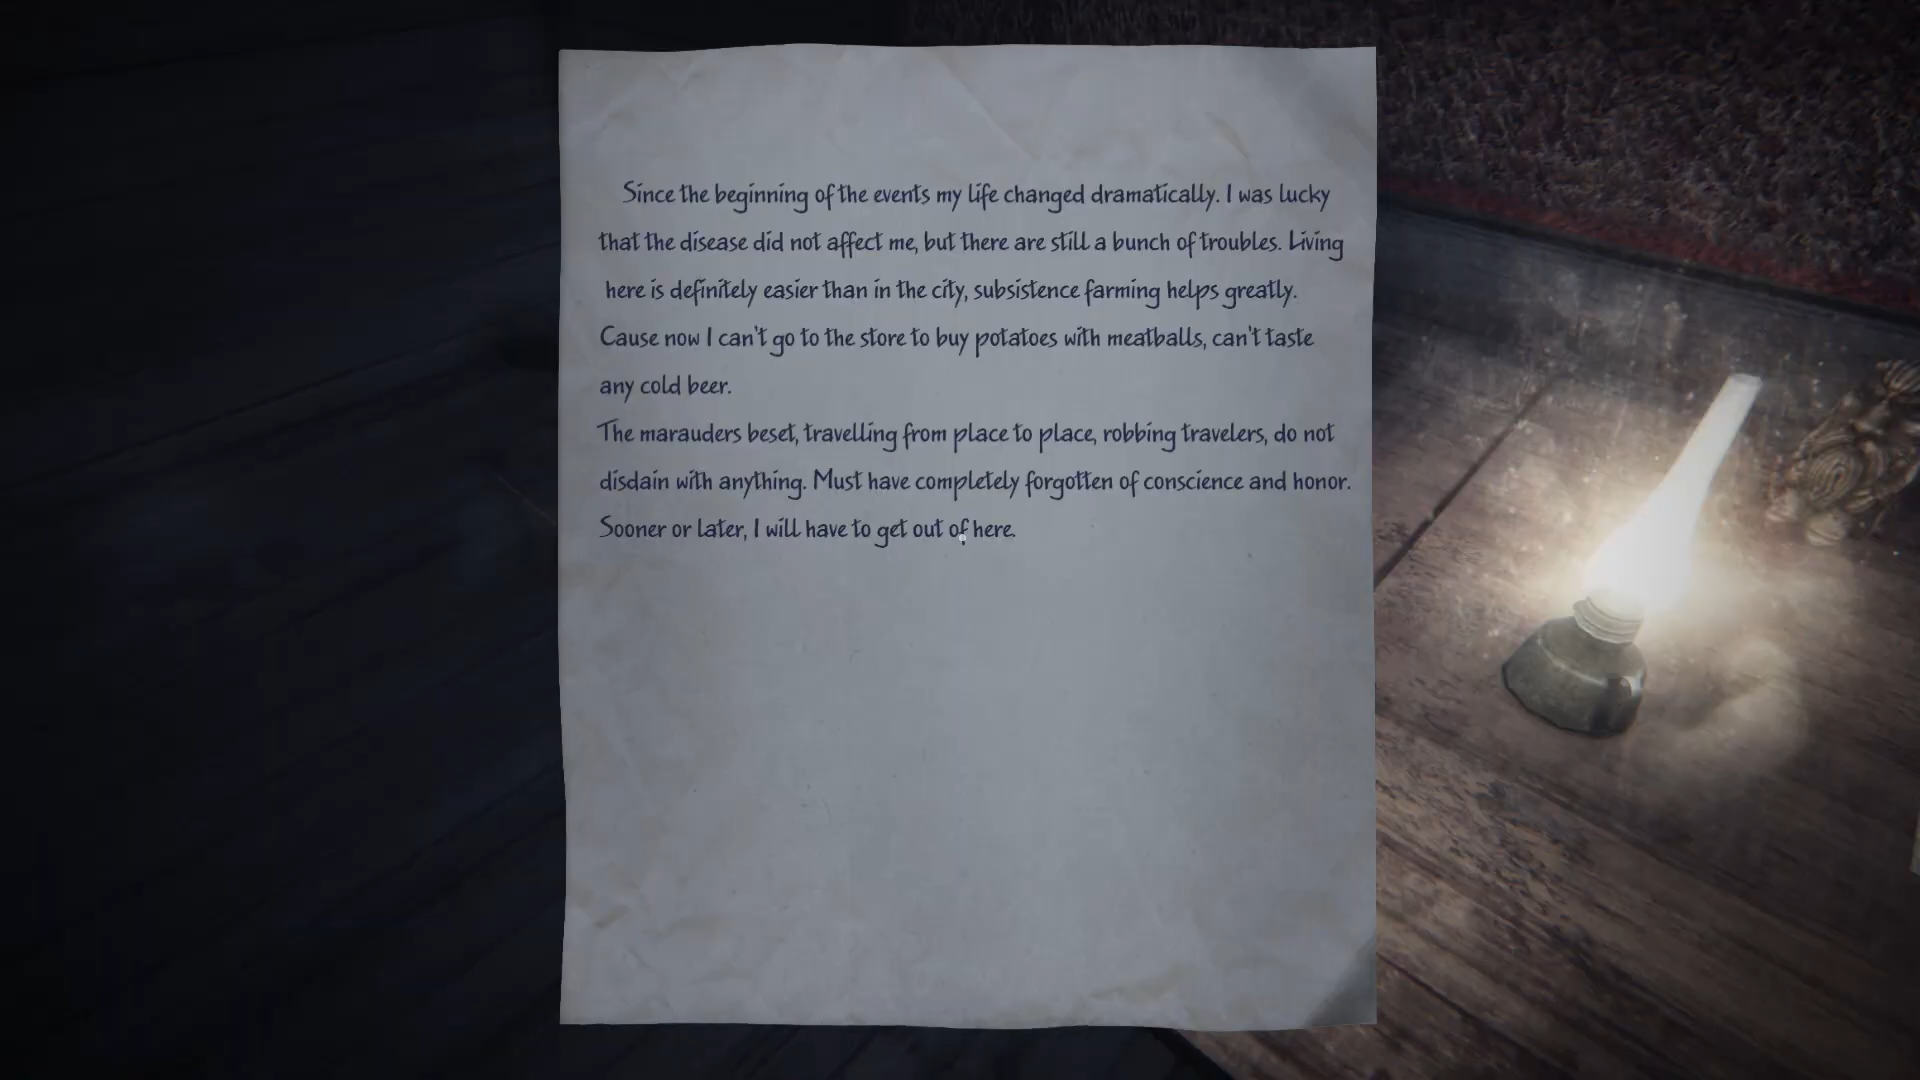 Since the beginning of the events my life changed dramatically. I was lucky
that the disease did not affect me, but there are still a bunch of troubles. Living
here is definitely easier than in the city, subsistence farming helps greatly.
Cause now I can't go to the store to buy potatoes with meatballs, can't taste
any cold beer.
The marauders beset, travelling from place to place, robbing travelers, do not
disdain with anything. Must have completely forgotten of conscience and honor.
Sooner or later, I will have to get out of here.